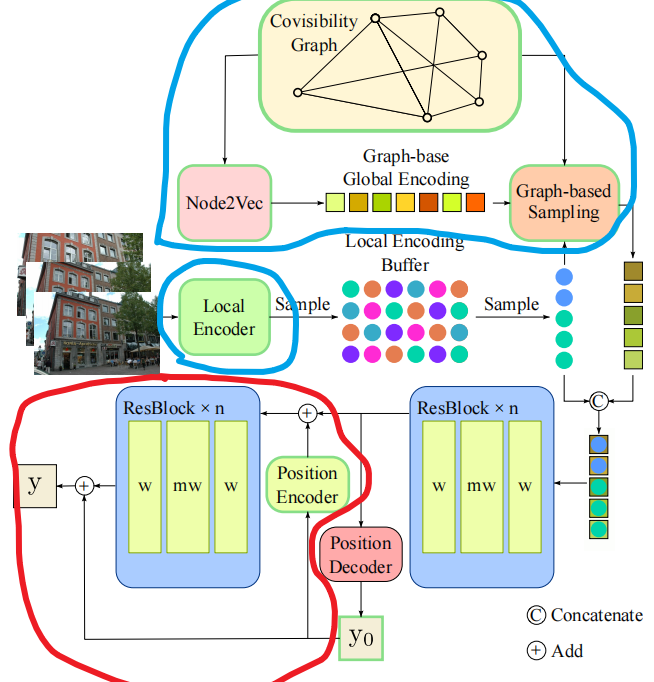 Covisibility
Graph
Graph-base
Global Encoding
Node2Vec
Graph-based
Sampling
Local Encoding
Buffer
Local
Encoder
Sample
Sample
C
ResBlock × n
ResBlock × n
+
Position
Encoder
w
mw
w
w
mw
w
y
+
Position
Decoder
y₀
C Concatenate
+ Add